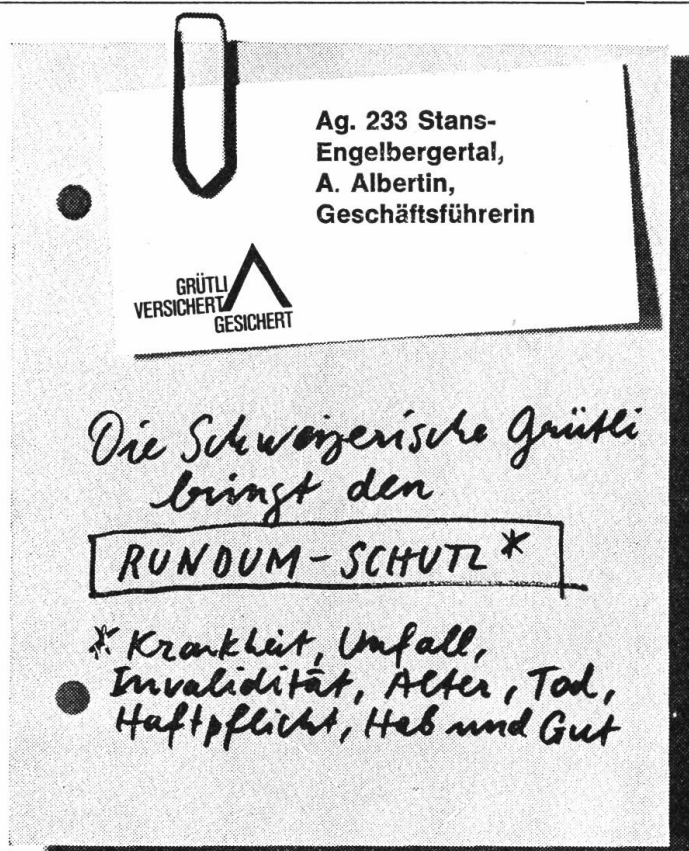 Ag. 233 Stans-
Engelbergertal,
A. Albertin,
Geschäftsführerin
GRÜTLI
VERSICHERT
GESICHERT
Die Schweizerische Grütli
bringt den
RUNDUM-SCHUTZ*
* Krankheit, Unfall,
Invalidität, Alter, Tod,
Haftpflicht, Hab und Gut